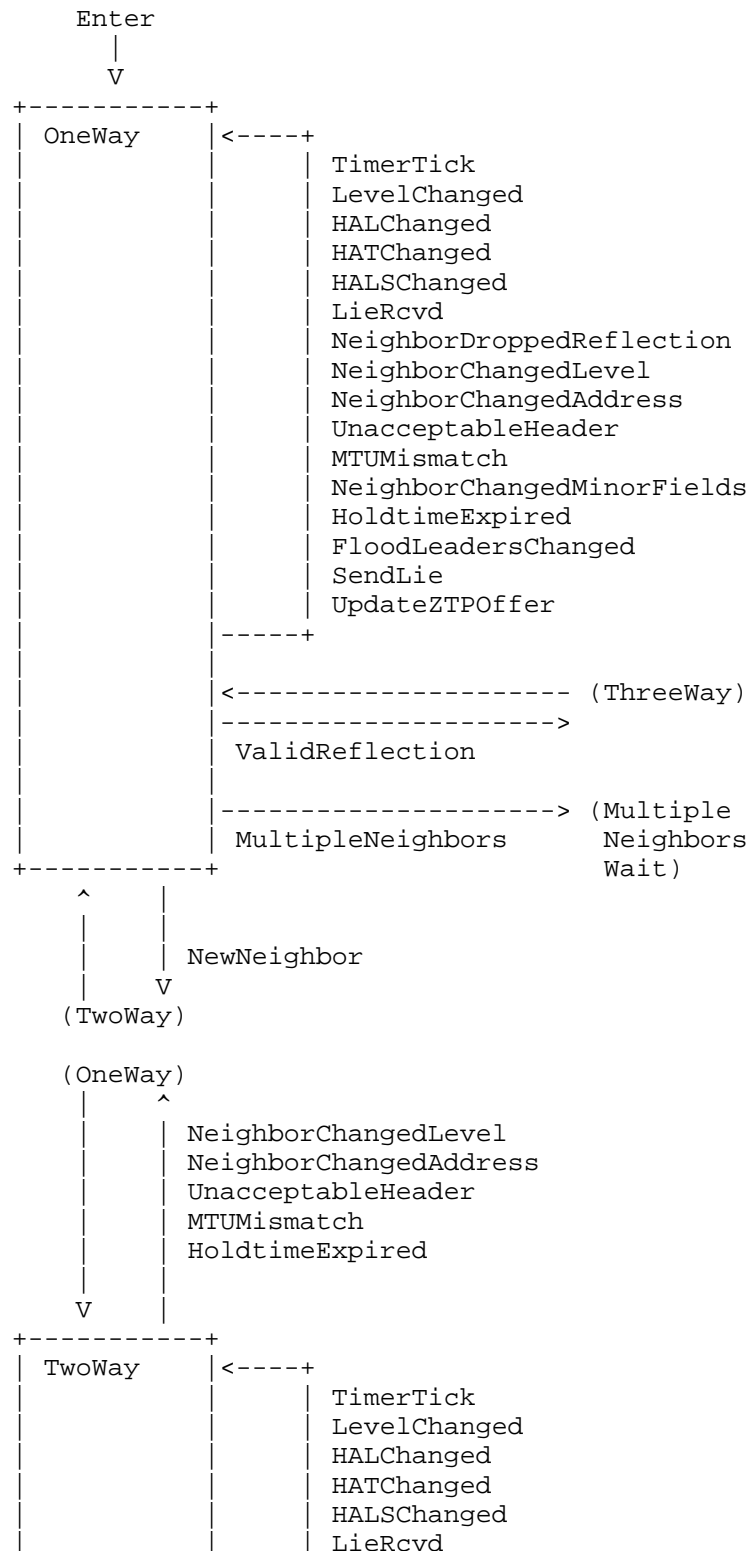 Enter
|
V
+-----------+
| OneWay |<----+
| | | TimerTick
| | | LevelChanged
| | | HALChanged
| | | HATChanged
| | | HALSChanged
| | | LieRcvd
| | | NeighborDroppedReflection
| | | NeighborChangedLevel
| | | NeighborChangedAddress
| | | UnacceptableHeader
| | | MTUMismatch
| | | NeighborChangedMinorFields
| | | HoldtimeExpired
| | | FloodLeadersChanged
| | | SendLie
| | | UpdateZTPOffer
| |-----+
| |
| |<--------------------- (ThreeWay)
| |--------------------->
| | ValidReflection
| |
| |---------------------> (Multiple
| | MultipleNeighbors Neighbors
+-----------+ Wait)
^ |
| |
| | NewNeighbor
| V
(TwoWay)
(OneWay)
| ^
| | NeighborChangedLevel
| | NeighborChangedAddress
| | UnacceptableHeader
| | MTUMismatch
| | HoldtimeExpired
| |
V |
+-----------+
| TwoWay |<----+
| | | TimerTick
| | | LevelChanged
| | | HALChanged
| | | HATChanged
| | | HALSChanged
| | | LieRcvd